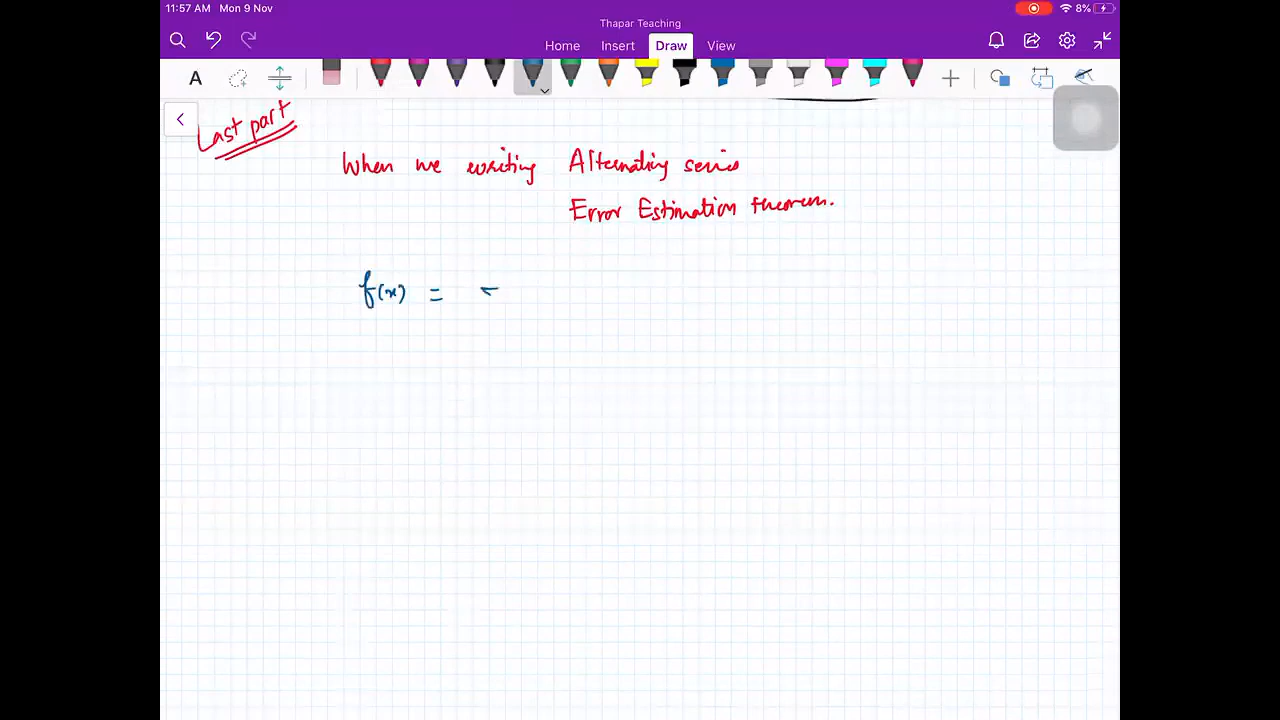 11:57 AM Mon 9 Nov
8%
Thapar Teaching
Home Insert Draw View
A
Last part
When we writing Alternating series
Error Estimation theorem.
f(x) =